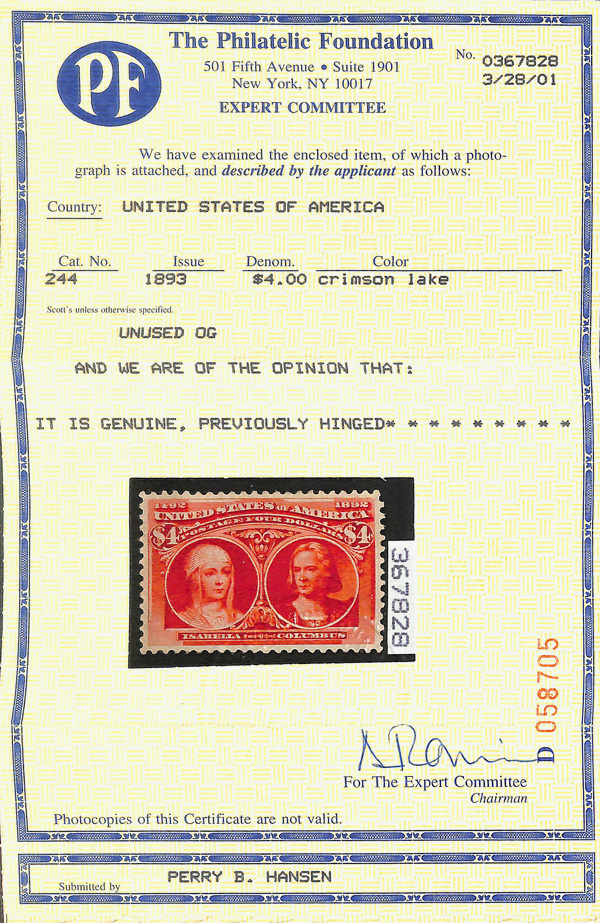 PF
The Philatelic Foundation
501 Fifth Avenue • Suite 1901
New York, NY 10017
EXPERT COMMITTEE
No. 0367828
3/28/01
We have examined the enclosed item, of which a photo-
graph is attached, and described by the applicant as follows:
Country: UNITED STATES OF AMERICA
Cat. No. Issue Denom. Color
244 1893 $4.00 crimson lake
Scott's unless otherwise specified.
UNUSED OG
AND WE ARE OF THE OPINION THAT:
IT IS GENUINE, PREVIOUSLY HINGED* * * * * * * * *
1492 1892
UNITED STATES OF AMERICA
POSTAGE FOUR DOLLARS
$4 $4
ISABELLA COLUMBUS
367828
D 058705
For The Expert Committee
Chairman
Photocopies of this Certificate are not valid.
Submitted by PERRY B. HANSEN